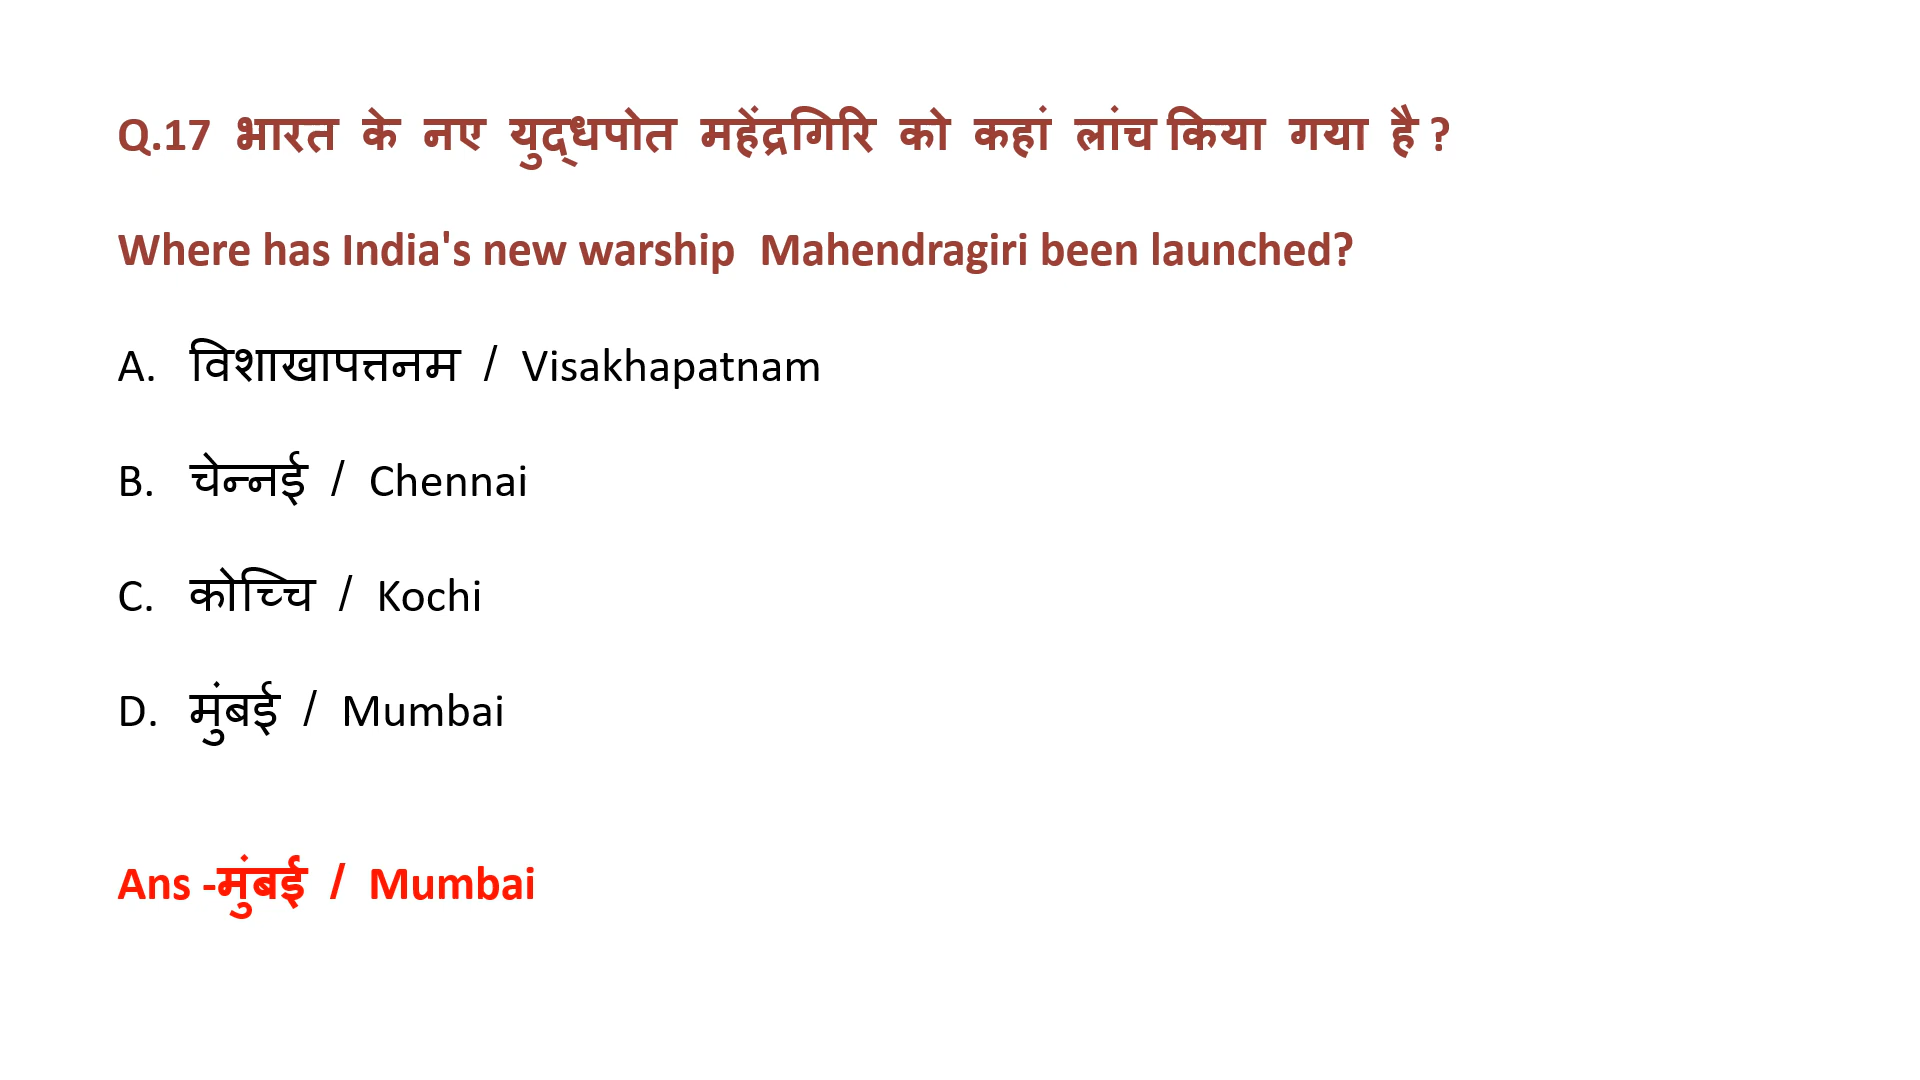 Q.17 भारत के नए युद्धपोत महेंद्रगिरि को कहां लांच किया गया है ?
Where has India's new warship Mahendragiri been launched?
A. विशाखापत्तनम / Visakhapatnam
B. चेन्नई / Chennai
C. कोच्चि / Kochi
D. मुंबई / Mumbai
Ans -मुंबई / Mumbai